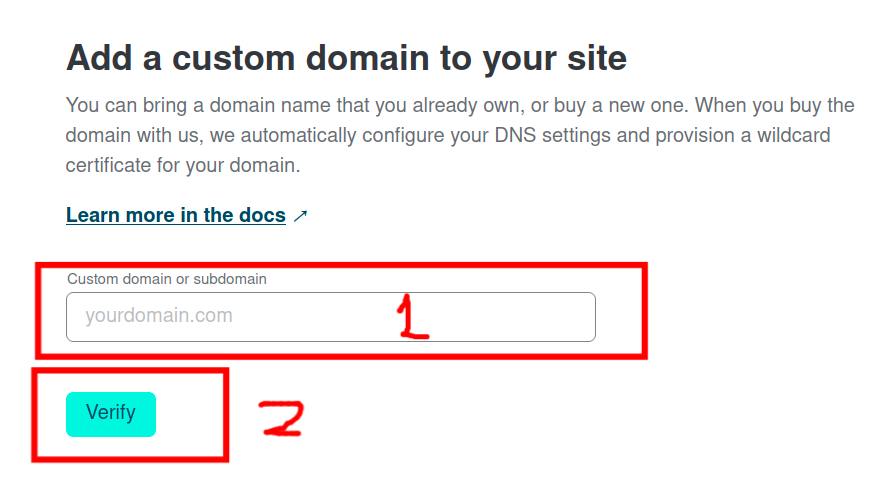 Add a custom domain to your site
You can bring a domain name that you already own, or buy a new one. When you buy the
domain with us, we automatically configure your DNS settings and provision a wildcard
certificate for your domain.
Learn more in the docs ↗
Custom domain or subdomain
yourdomain.com 1
Verify 2